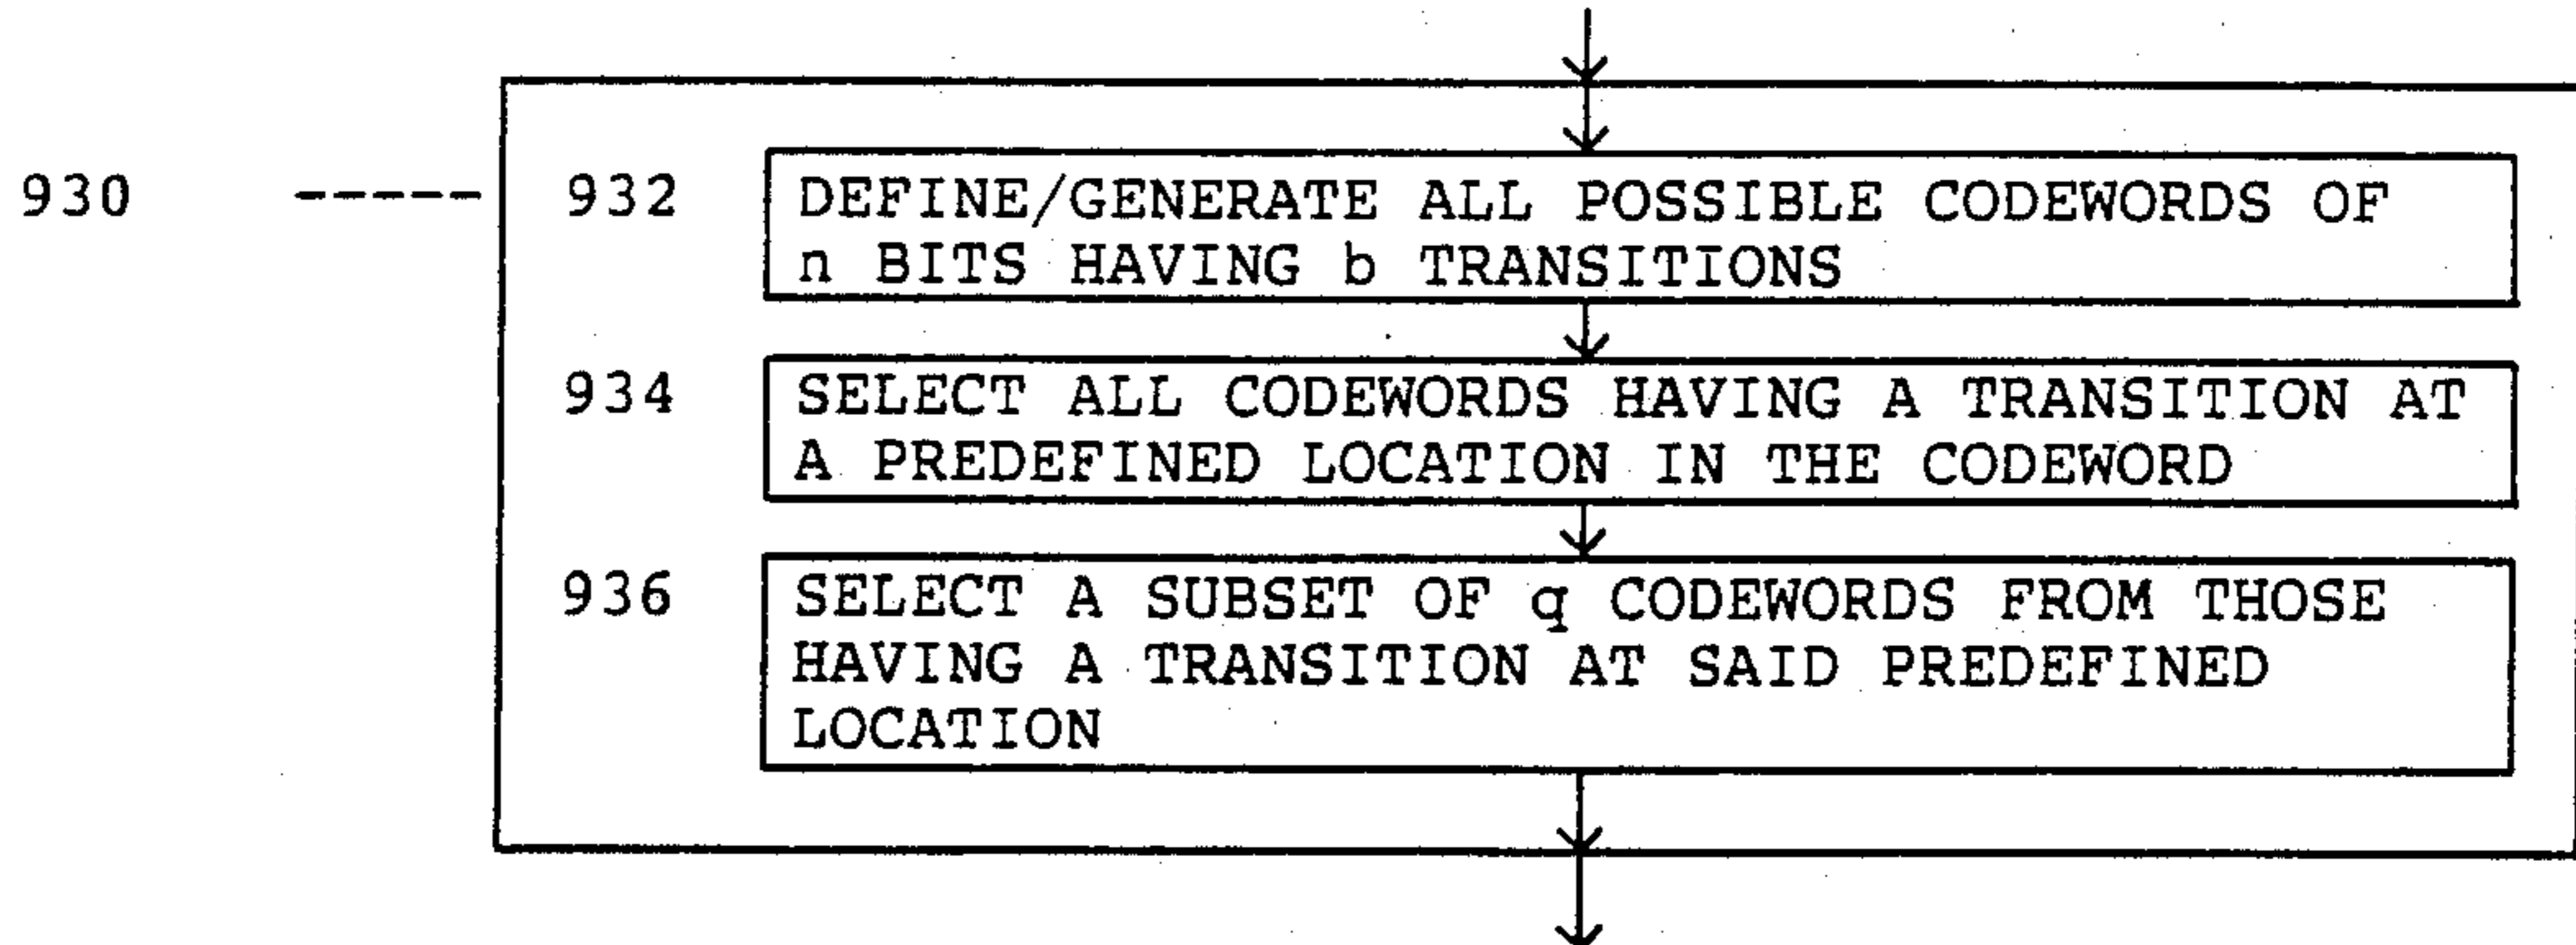 930 ----- 932 DEFINE/GENERATE ALL POSSIBLE CODEWORDS OF
n BITS HAVING b TRANSITIONS
934 SELECT ALL CODEWORDS HAVING A TRANSITION AT
A PREDEFINED LOCATION IN THE CODEWORD
936 SELECT A SUBSET OF q CODEWORDS FROM THOSE
HAVING A TRANSITION AT SAID PREDEFINED
LOCATION